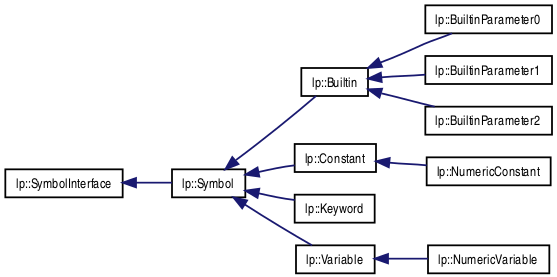 lp::BuiltinParameter0
lp::BuiltinParameter1
lp::Builtin
lp::BuiltinParameter2
lp::Constant
lp::NumericConstant
lp::SymbolInterface
lp::Symbol
lp::Keyword
lp::Variable
lp::NumericVariable